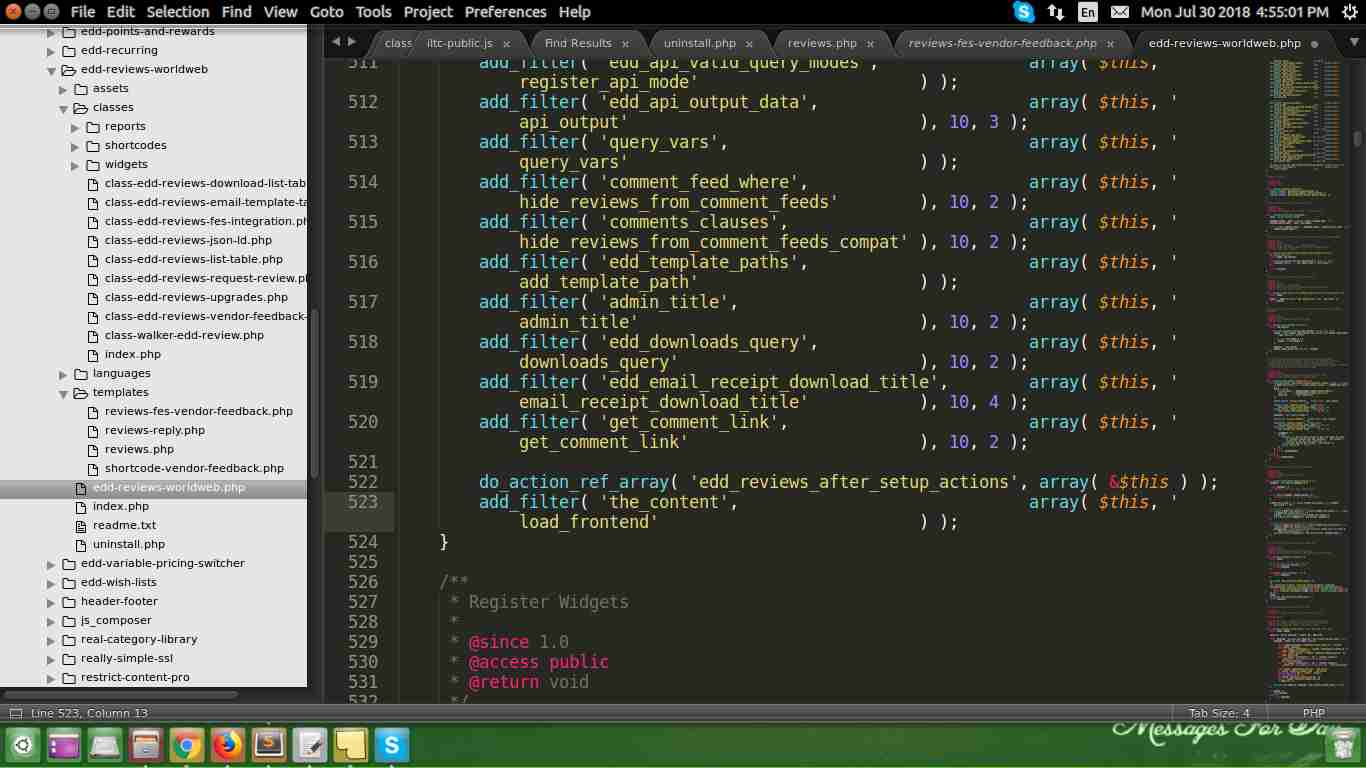 File Edit Selection Find View Goto Tools Project Preferences Help
En Mon Jul 30 2018 4:55:01 PM
edd-points-and-rewards
edd-recurring
edd-reviews-worldweb
assets
classes
reports
shortcodes
widgets
class-edd-reviews-download-list-tab
class-edd-reviews-email-template-ta
class-edd-reviews-fes-integration.ph
class-edd-reviews-json-ld.php
class-edd-reviews-list-table.php
class-edd-reviews-request-review.pl
class-edd-reviews-upgrades.php
class-edd-reviews-vendor-feedback-
class-walker-edd-review.php
index.php
languages
templates
reviews-fes-vendor-feedback.php
reviews-reply.php
reviews.php
shortcode-vendor-feedback.php
edd-reviews-worldweb.php
index.php
readme.txt
uninstall.php
edd-variable-pricing-switcher
edd-wish-lists
header-footer
js_composer
real-category-library
really-simple-ssl
restrict-content-pro
class iltc-public.js × Find Results × uninstall.php × reviews.php × reviews-fes-vendor-feedback.php × edd-reviews-worldweb.php
511 add_filter( 'edd_api_valid_query_modes', array( $this, '
register_api_mode' ) );
512 add_filter( 'edd_api_output_data', array( $this, '
api_output' ), 10, 3 );
513 add_filter( 'query_vars', array( $this, '
query_vars' ) );
514 add_filter( 'comment_feed_where', array( $this, '
hide_reviews_from_comment_feeds' ), 10, 2 );
515 add_filter( 'comments_clauses', array( $this, '
hide_reviews_from_comment_feeds_compat' ), 10, 2 );
516 add_filter( 'edd_template_paths', array( $this, '
add_template_path' ) );
517 add_filter( 'admin_title', array( $this, '
admin_title' ), 10, 2 );
518 add_filter( 'edd_downloads_query', array( $this, '
downloads_query' ), 10, 2 );
519 add_filter( 'edd_email_receipt_download_title', array( $this, '
email_receipt_download_title' ), 10, 4 );
520 add_filter( 'get_comment_link', array( $this, '
get_comment_link' ), 10, 2 );
521
522 do_action_ref_array( 'edd_reviews_after_setup_actions', array( &$this ) );
523 add_filter( 'the_content', array( $this, '
load_frontend' ) );
524 }
525
526 /**
527 * Register Widgets
528 *
529 * @since 1.0
530 * @access public
531 * @return void
532 */
Line 523, Column 13 Tab Size: 4 PHP
Messages For Day